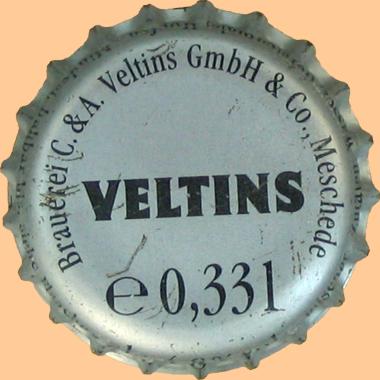 Brauerei C. & A. Veltins GmbH & Co., Meschede
VELTINS
e 0,33l